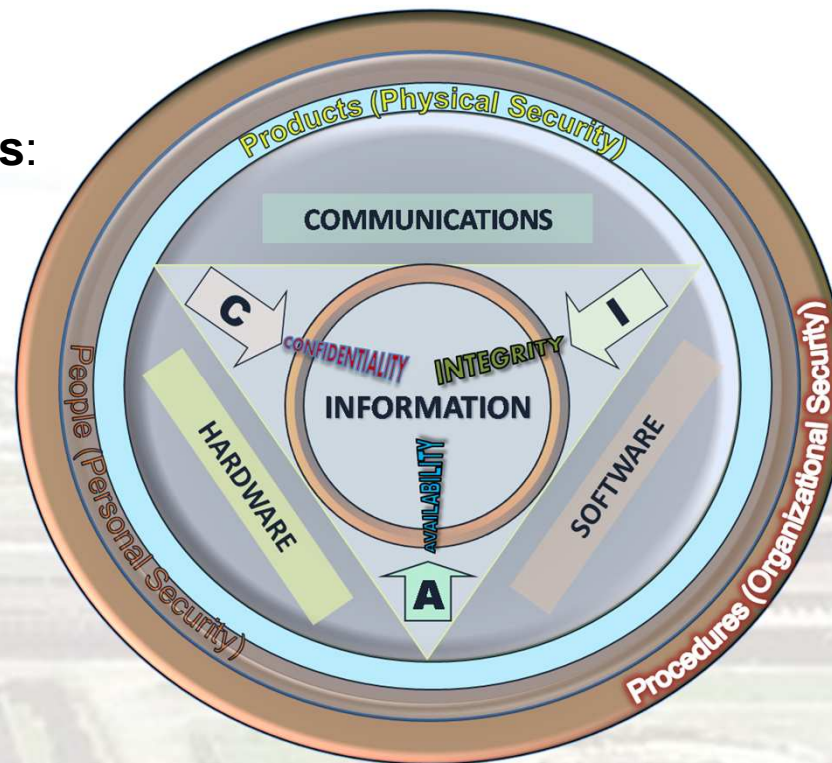 s:
Products (Physical Security)
COMMUNICATIONS
C
I
CONFIDENTIALITY
INTEGRITY
INFORMATION
AVAILABILITY
HARDWARE
SOFTWARE
A
People (Personal Security)
Procedures (Organizational Security)